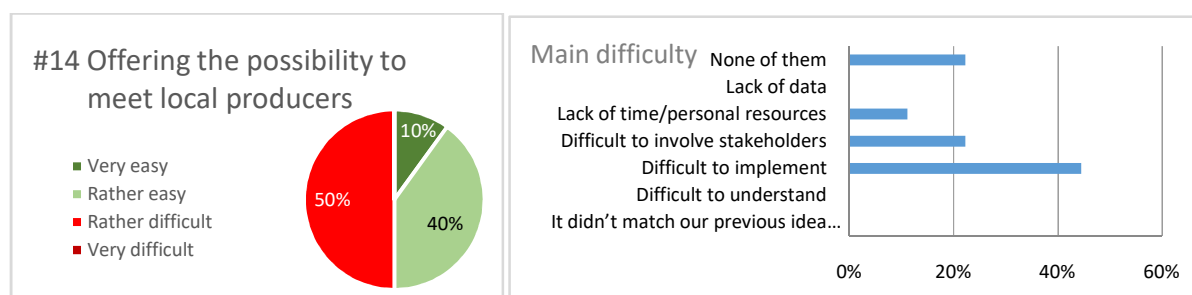 #14 Offering the possibility to
meet local producers
Very easy
Rather easy
Rather difficult
Very difficult
10%
40%
50%
Main difficulty
None of them
Lack of data
Lack of time/personal resources
Difficult to involve stakeholders
Difficult to implement
Difficult to understand
It didn’t match our previous idea…
0%
20%
40%
60%